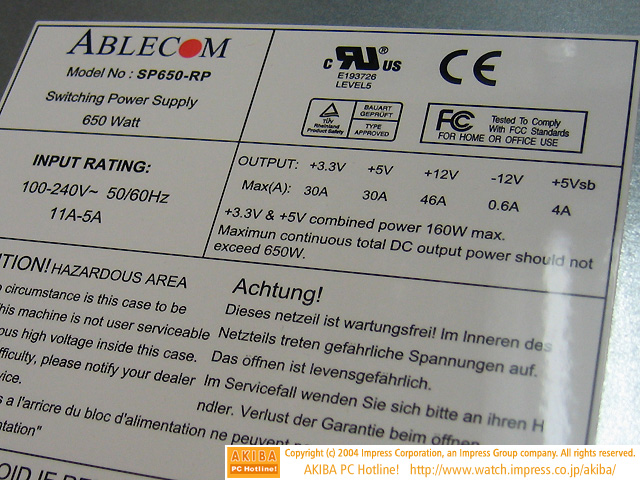 ABLECOM
Model No : SP650-RP
Switching Power Supply
650 Watt
c RU US
E193726
LEVEL5
CE
TÜV
Rheinland
Product Safety
BAUART
GEPRÜFT
TYPE
APPROVED
FCC
Tested To Comply
With FCC Standards
FOR HOME OR OFFICE USE
INPUT RATING:
100-240V~ 50/60Hz
11A-5A
OUTPUT: +3.3V +5V +12V -12V +5Vsb
Max(A): 30A 30A 46A 0.6A 4A
+3.3V & +5V combined power 160W max.
Maximun continuous total DC output power should not
exceed 650W.
TION! HAZARDOUS AREA
circumstance is this case to be
his machine is not user serviceable
ous high voltage inside this case.
fficulty, please notify your dealer
vice.
s a l'arricre du bloc d'alimentation ne peuvent
ntation"
Achtung!
Dieses netzeil ist wartungsfrei! Im Inneren des
Netzteils treten gefährliche Spannungen auf.
Das öffnen ist levensgefährlich.
Im Servicefall wenden Sie sich bitte an ihren H
ndler. Verlust der Garantie beim öffnen
AKIBA
PC Hotline!
Copyright (c) 2004 Impress Corporation, an Impress Group company. All rights reserved.
AKIBA PC Hotline! http://www.watch.impress.co.jp/akiba/